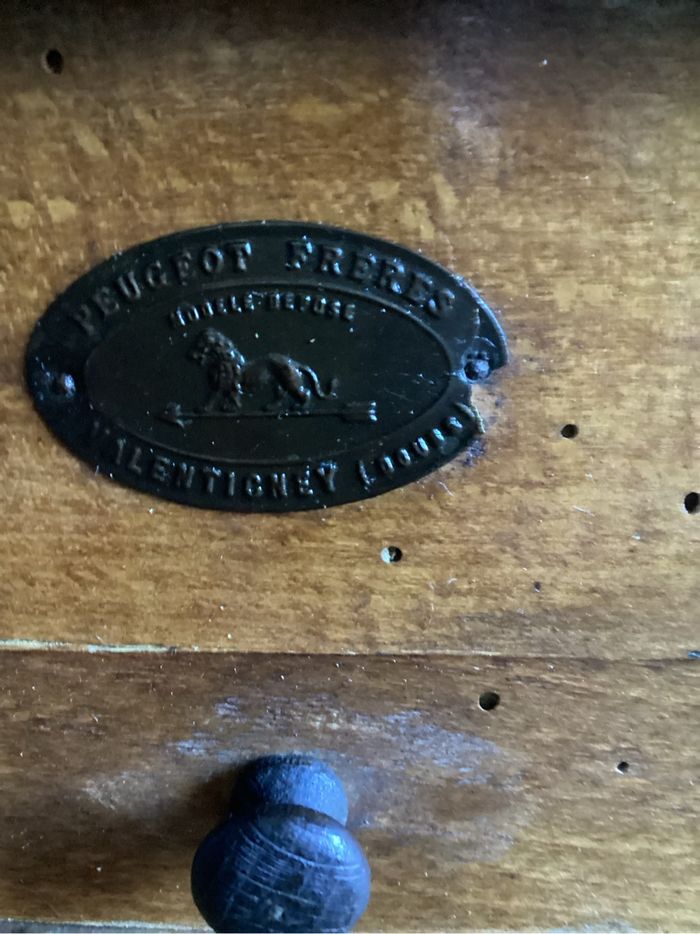 PEUGEOT FRERES
MODELE DEPOSE
VALENTIGNEY (DOUBS)